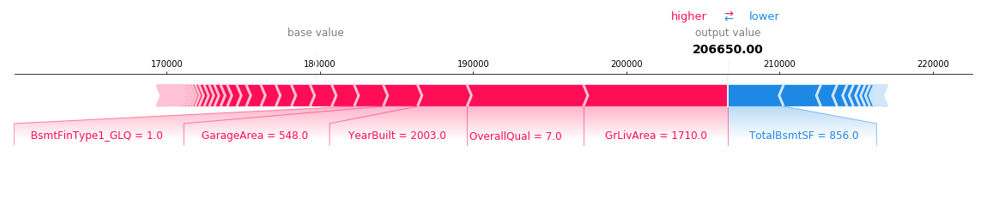 higher ⇄ lower
base value output value
206650.00
170000 180000 190000 200000 210000 220000
BsmtFinType1_GLQ = 1.0 GarageArea = 548.0 YearBuilt = 2003.0 OverallQual = 7.0 GrLivArea = 1710.0 TotalBsmtSF = 856.0